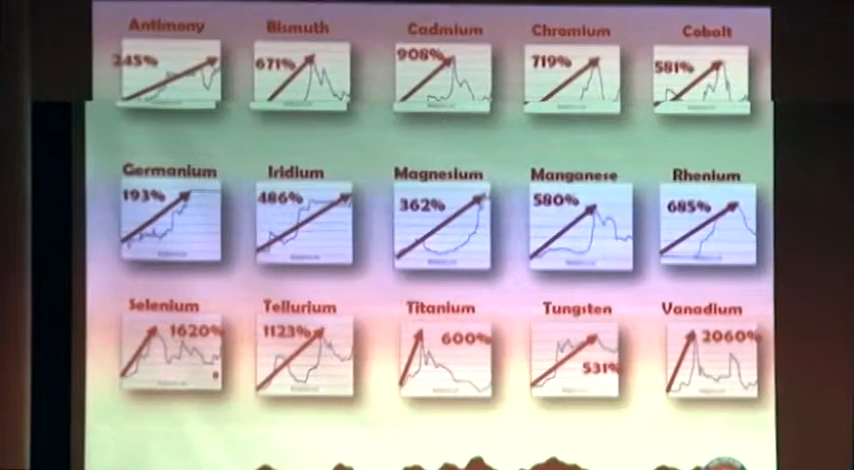 Antimony Bismuth Cadmium Chromium Cobalt
245% 671% 908% 719% 581%
Germanium Iridium Magnesium Manganese Rhenium
193% 486% 362% 580% 685%
Selenium Tellurium Titanium Tungsten Vanadium
1620% 1123% 600% 531% 2060%